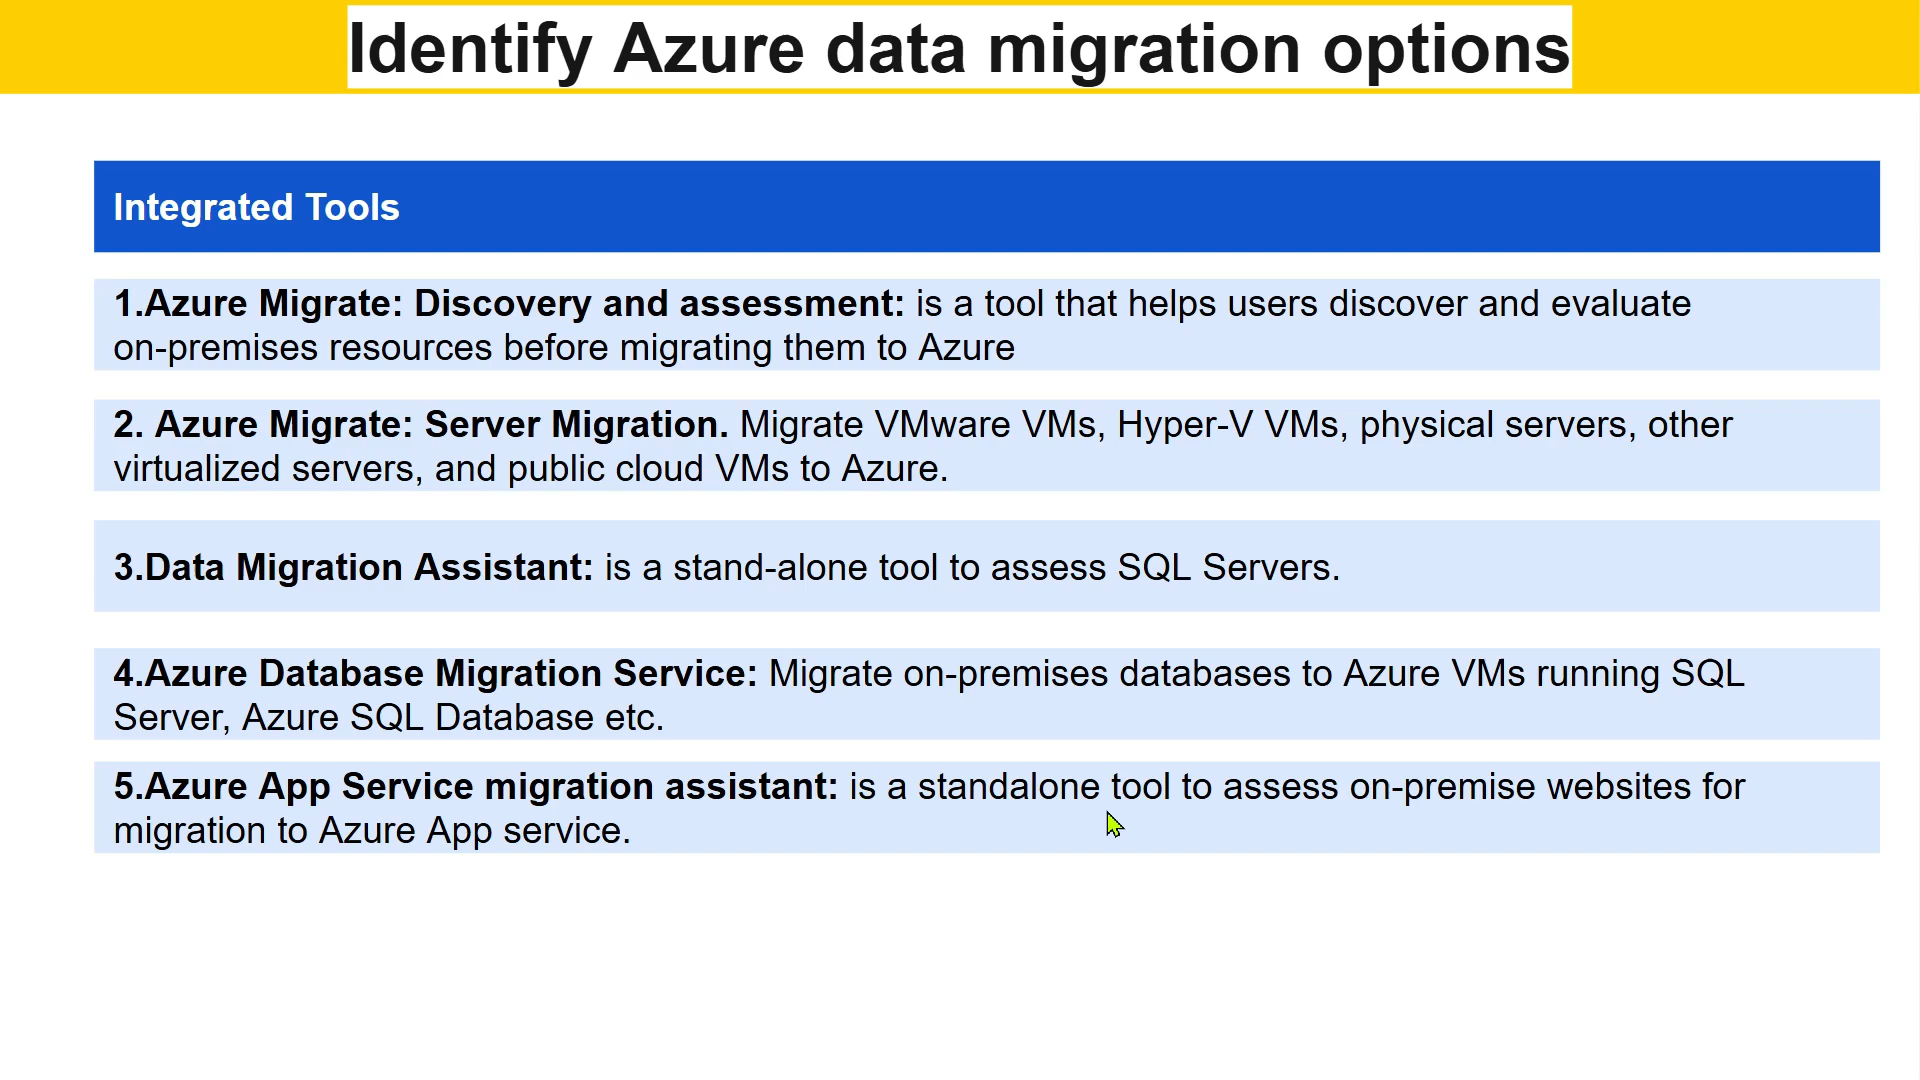 Identify Azure data migration options
Integrated Tools
1.Azure Migrate: Discovery and assessment: is a tool that helps users discover and evaluate
on-premises resources before migrating them to Azure
2. Azure Migrate: Server Migration. Migrate VMware VMs, Hyper-V VMs, physical servers, other
virtualized servers, and public cloud VMs to Azure.
3.Data Migration Assistant: is a stand-alone tool to assess SQL Servers.
4.Azure Database Migration Service: Migrate on-premises databases to Azure VMs running SQL
Server, Azure SQL Database etc.
5.Azure App Service migration assistant: is a standalone tool to assess on-premise websites for
migration to Azure App service.